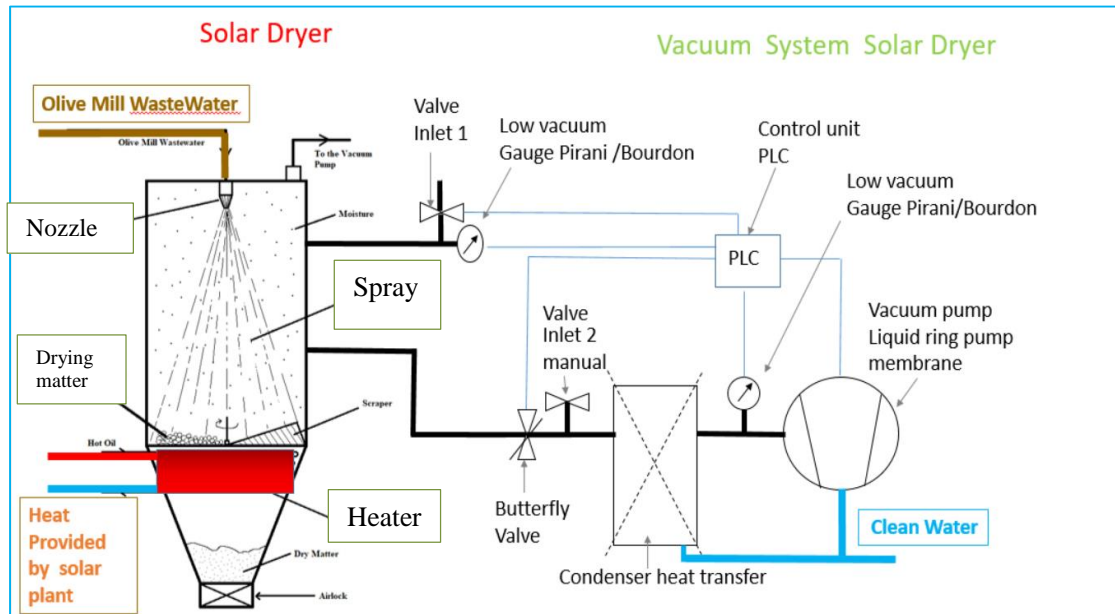 Solar Dryer
Vacuum System Solar Dryer
Olive Mill WasteWater
Olive Mill Wastewater
To the Vacuum
Pump
Valve
Inlet 1
Low vacuum
Gauge Pirani /Bourdon
Control unit
PLC
Low vacuum
Gauge Pirani/Bourdon
Nozzle
Moisture
PLC
Spray
Valve
Inlet 2
manual
Vacuum pump
Liquid ring pump
membrane
Drying
matter
Scraper
Hot Oil
Heat
Provided
by solar
plant
Heater
Butterfly
Valve
Clean Water
Dry Matter
Condenser heat transfer
Airlock